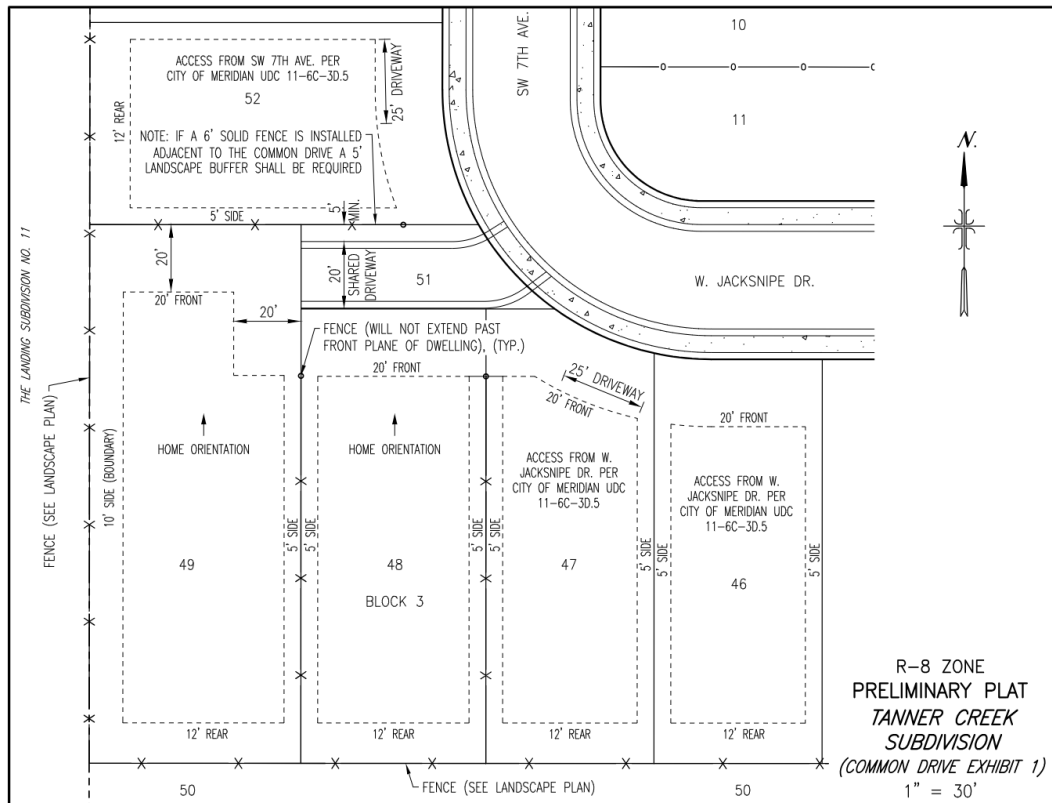 10
11
SW 7TH AVE.
W. JACKSNIPE DR.
N.
ACCESS FROM SW 7TH AVE. PER
CITY OF MERIDIAN UDC 11-6C-3D.5
52
12' REAR
25' DRIVEWAY
NOTE: IF A 6' SOLID FENCE IS INSTALLED
ADJACENT TO THE COMMON DRIVE A 5'
LANDSCAPE BUFFER SHALL BE REQUIRED
5' SIDE
5'
MIN.
THE LANDING SUBDIVISION NO. 11
20'
20' FRONT
20'
20'
SHARED
DRIVEWAY
51
FENCE (WILL NOT EXTEND PAST
FRONT PLANE OF DWELLING), (TYP.)
20' FRONT
25' DRIVEWAY
20' FRONT
20' FRONT
FENCE (SEE LANDSCAPE PLAN)
10' SIDE (BOUNDARY)
HOME ORIENTATION
HOME ORIENTATION
ACCESS FROM W.
JACKSNIPE DR. PER
CITY OF MERIDIAN UDC
11-6C-3D.5
ACCESS FROM W.
JACKSNIPE DR. PER
CITY OF MERIDIAN UDC
11-6C-3D.5
5' SIDE
5' SIDE
5' SIDE
5' SIDE
5' SIDE
5' SIDE
5' SIDE
49
48
47
46
BLOCK 3
12' REAR
12' REAR
12' REAR
12' REAR
50
FENCE (SEE LANDSCAPE PLAN)
50
R-8 ZONE
PRELIMINARY PLAT
TANNER CREEK
SUBDIVISION
(COMMON DRIVE EXHIBIT 1)
1" = 30'